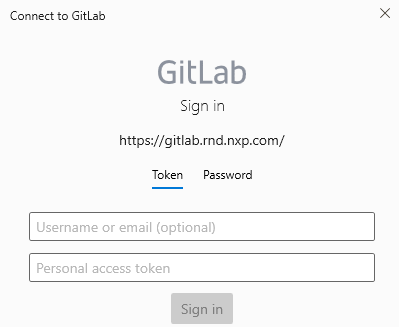 Connect to GitLab
GitLab
Sign in
https://gitlab.rnd.nxp.com/
Token Password
Username or email (optional)
Personal access token
Sign in